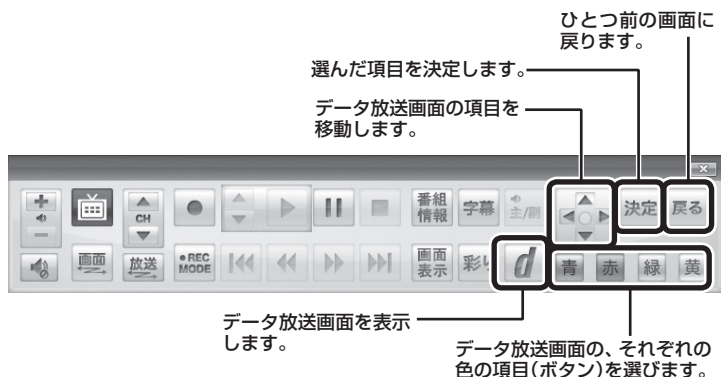 ひとつ前の画面に
戻ります。
選んだ項目を決定します。
データ放送画面の項目を
移動します。
CH
番組
情報
字幕
主/副
決定
戻る
画面
放送
●REC
MODE
画面
表示
彩り
d
青
赤
緑
黄
データ放送画面を表示
します。
データ放送画面の、それぞれの
色の項目(ボタン)を選びます。